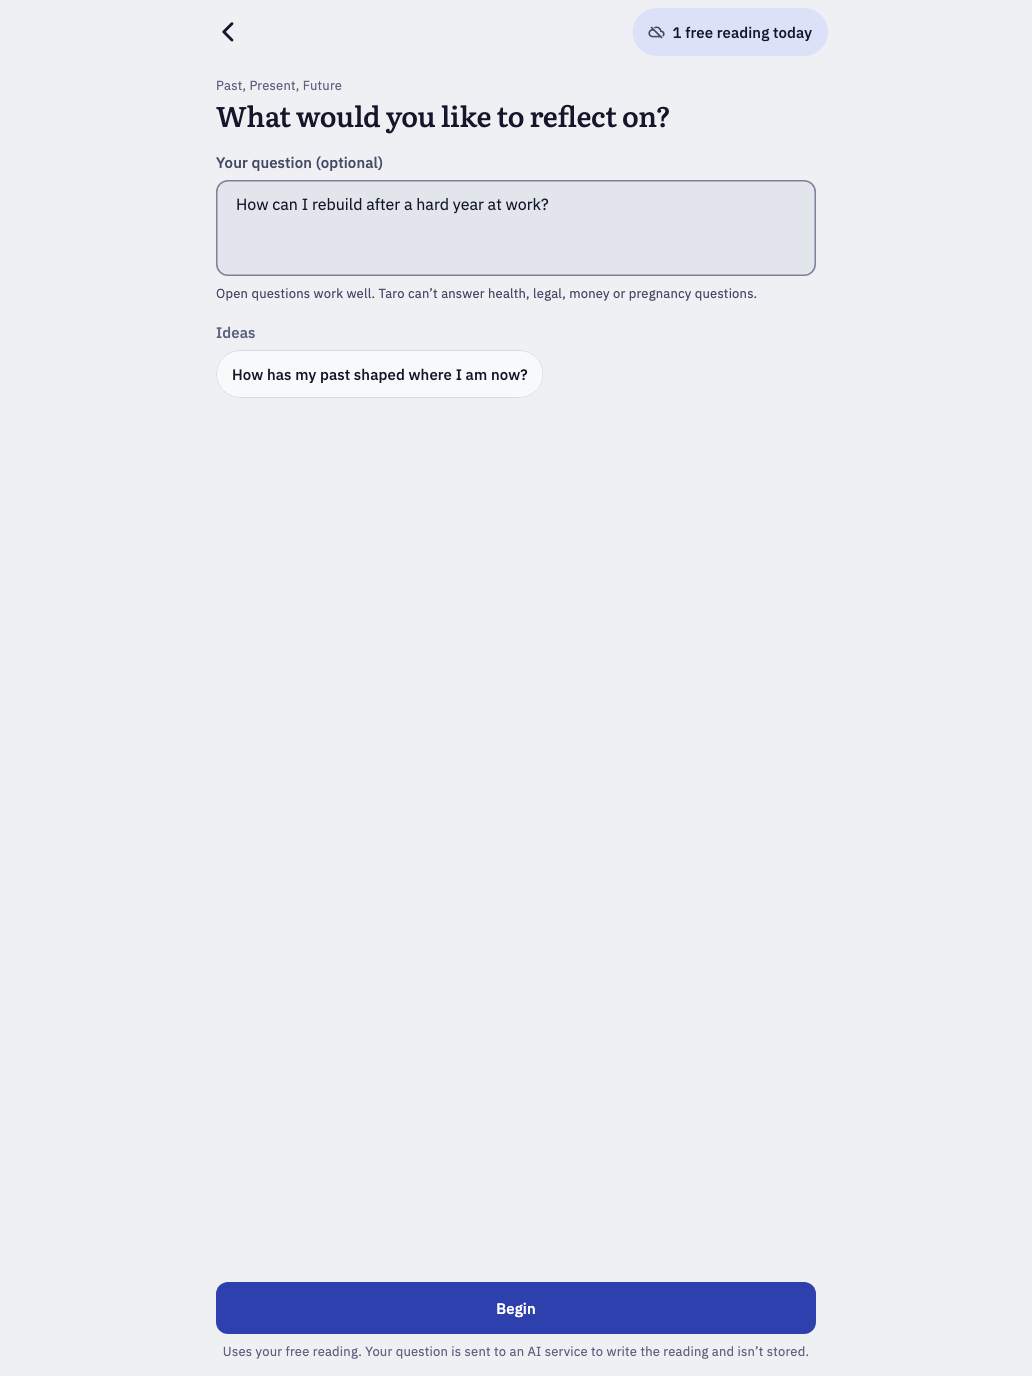 1 free reading today
Past, Present, Future
What would you like to reflect on?
Your question (optional)
How can I rebuild after a hard year at work?
Open questions work well. Taro can’t answer health, legal, money or pregnancy questions.
Ideas
How has my past shaped where I am now?
Begin
Uses your free reading. Your question is sent to an AI service to write the reading and isn’t stored.